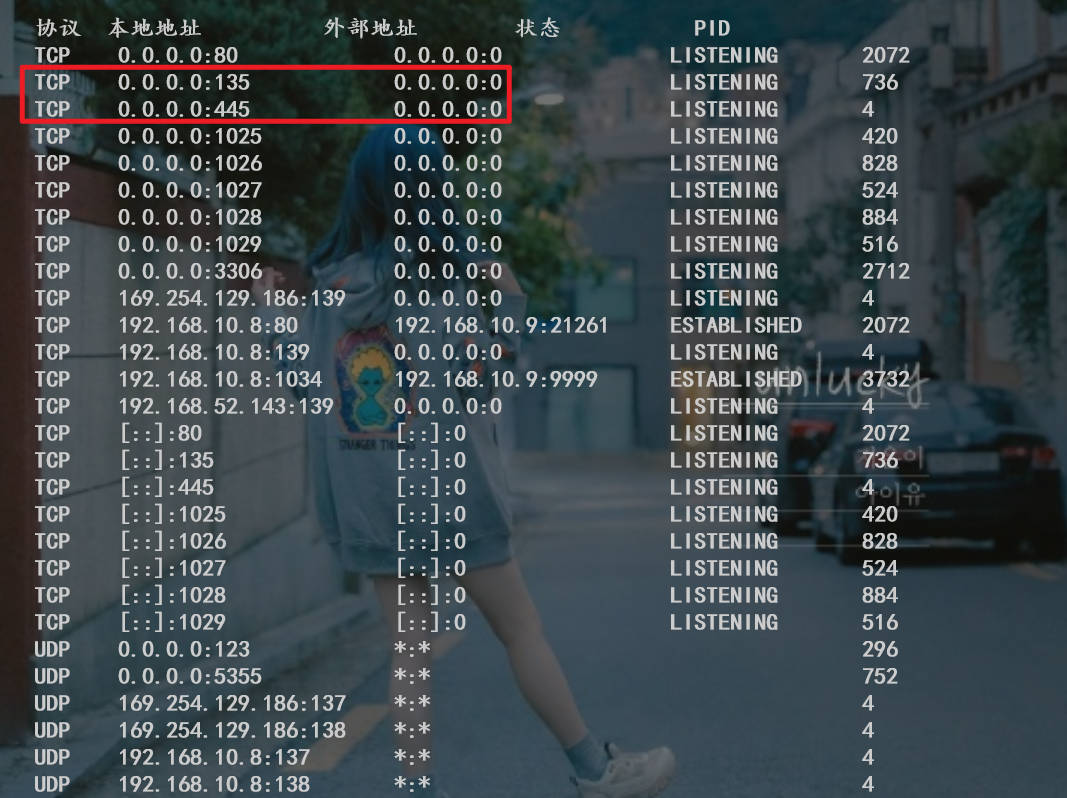 协议 本地地址 外部地址 状态 PID
TCP 0.0.0.0:80 0.0.0.0:0 LISTENING 2072
TCP 0.0.0.0:135 0.0.0.0:0 LISTENING 736
TCP 0.0.0.0:445 0.0.0.0:0 LISTENING 4
TCP 0.0.0.0:1025 0.0.0.0:0 LISTENING 420
TCP 0.0.0.0:1026 0.0.0.0:0 LISTENING 828
TCP 0.0.0.0:1027 0.0.0.0:0 LISTENING 524
TCP 0.0.0.0:1028 0.0.0.0:0 LISTENING 884
TCP 0.0.0.0:1029 0.0.0.0:0 LISTENING 516
TCP 0.0.0.0:3306 0.0.0.0:0 LISTENING 2712
TCP 169.254.129.186:139 0.0.0.0:0 LISTENING 4
TCP 192.168.10.8:80 192.168.10.9:21261 ESTABLISHED 2072
TCP 192.168.10.8:139 0.0.0.0:0 LISTENING 4
TCP 192.168.10.8:1034 192.168.10.9:9999 ESTABLISHED 3732
unlucky
TCP 192.168.52.143:139 0.0.0.0:0 LISTENING 4
TCP [::]:80 [::]:0 LISTENING 2072
STRANGER THINGS
TCP [::]:135 [::]:0 LISTENING 736
TCP [::]:445 [::]:0 LISTENING 4
아이유
TCP [::]:1025 [::]:0 LISTENING 420
TCP [::]:1026 [::]:0 LISTENING 828
TCP [::]:1027 [::]:0 LISTENING 524
TCP [::]:1028 [::]:0 LISTENING 884
TCP [::]:1029 [::]:0 LISTENING 516
UDP 0.0.0.0:123 *:* 296
UDP 0.0.0.0:5355 *:* 752
UDP 169.254.129.186:137 *:* 4
UDP 169.254.129.186:138 *:* 4
UDP 192.168.10.8:137 *:* 4
UDP 192.168.10.8:138 *:* 4